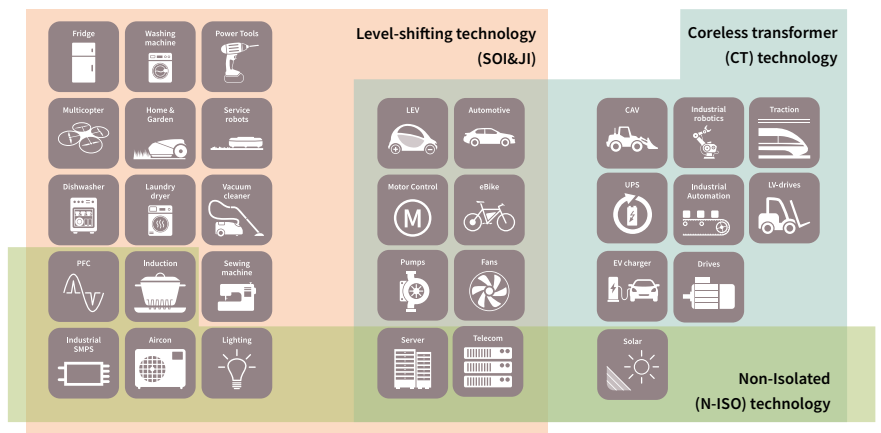 Level-shifting technology
(SOI&JI)
Coreless transformer
(CT) technology
Fridge
Washing
machine
Power Tools
Multicopter
Home &
Garden
Service
robots
LEV
Automotive
CAV
Industrial
robotics
Traction
Dishwasher
Laundry
dryer
Vacuum
cleaner
Motor Control
M
eBike
UPS
Industrial
Automation
LV-drives
PFC
Induction
Sewing
machine
Pumps
Fans
EV charger
Drives
Industrial
SMPS
Aircon
Lighting
Server
Telecom
Solar
Non-Isolated
(N-ISO) technology